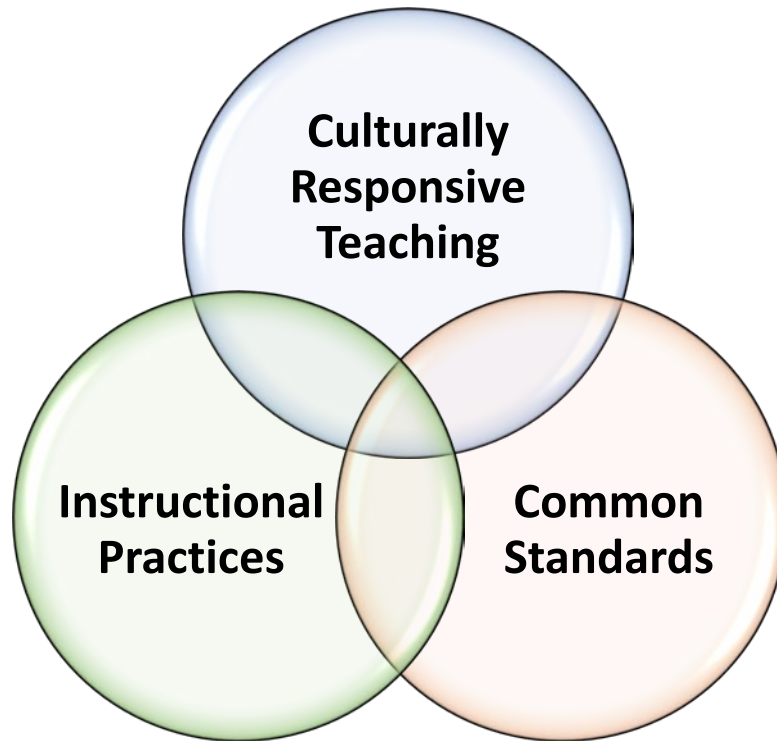 Culturally
Responsive
Teaching
Instructional
Practices
Common
Standards